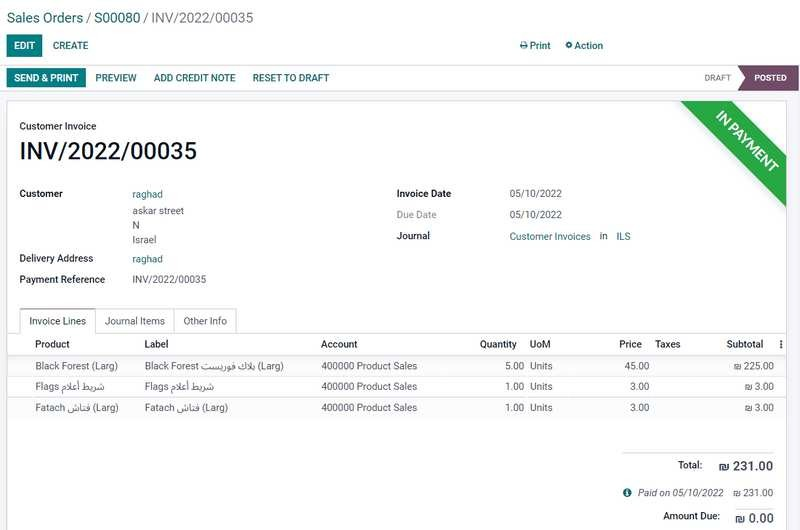 Sales Orders / S00080 / INV/2022/00035
EDIT CREATE Print Action
SEND & PRINT PREVIEW ADD CREDIT NOTE RESET TO DRAFT DRAFT POSTED
IN PAYMENT
Customer Invoice
INV/2022/00035
Customer raghad Invoice Date 05/10/2022
askar street Due Date 05/10/2022
N
Israel Journal Customer Invoices in ILS
Delivery Address raghad
Payment Reference INV/2022/00035
Invoice Lines Journal Items Other Info
Product Label Account Quantity UoM Price Taxes Subtotal
Black Forest (Larg) Black Forest بلاك فوريست (Larg) 400000 Product Sales 5.00 Units 45.00 ₪ 225.00
Flags شريط أعلام Flags شريط أعلام 400000 Product Sales 1.00 Units 3.00 ₪ 3.00
Fatach فتاش (Larg) Fatach فتاش (Larg) 400000 Product Sales 1.00 Units 3.00 ₪ 3.00
Total: ₪ 231.00
Paid on 05/10/2022 ₪ 231.00
Amount Due: ₪ 0.00